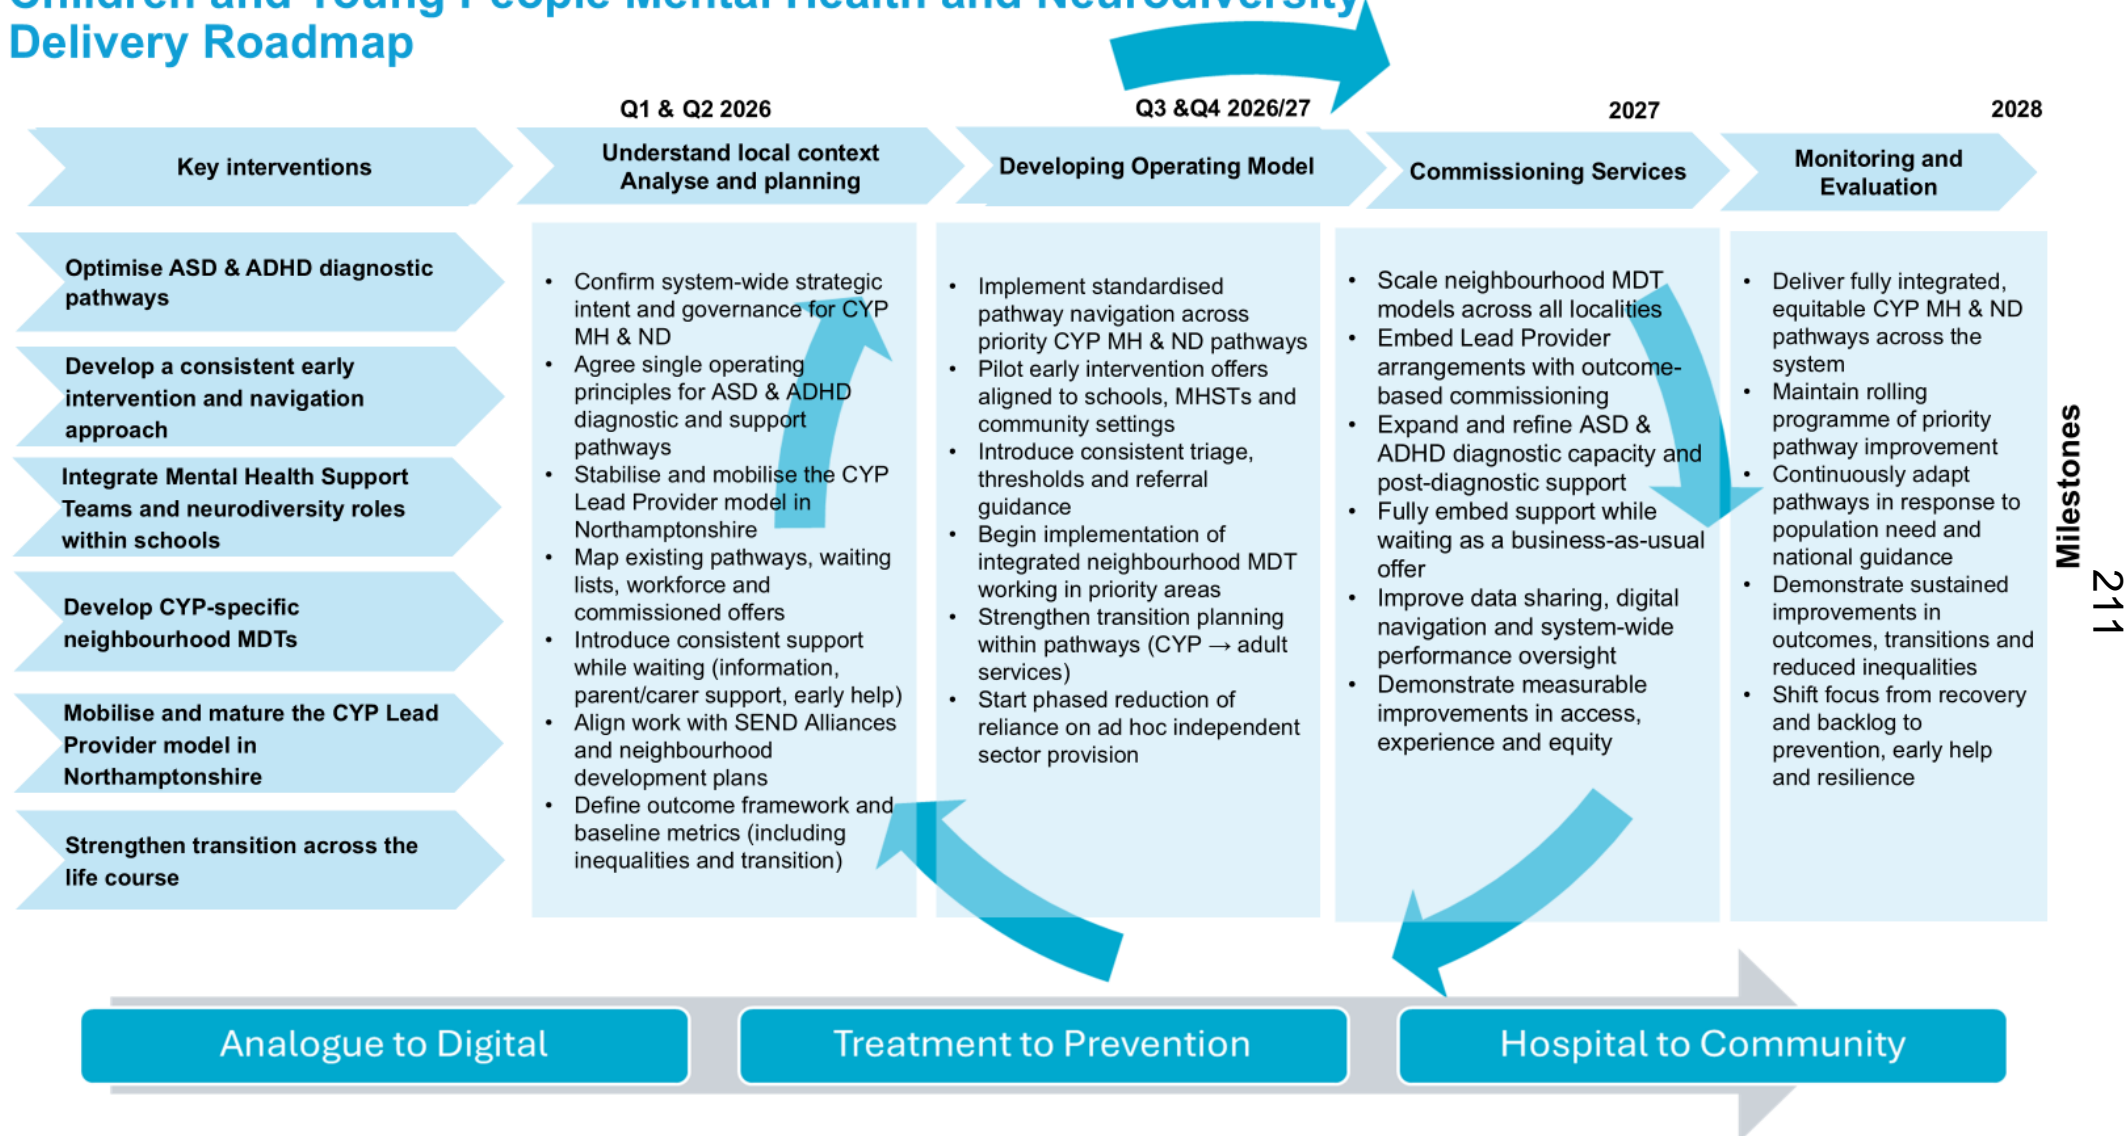 Children and Young People Mental Health and Neurodiversity
Delivery Roadmap
Q1 & Q2 2026
Q3 &Q4 2026/27
2027
2028
Key interventions
Understand local context
Analyse and planning
Developing Operating Model
Commissioning Services
Monitoring and
Evaluation
Optimise ASD & ADHD diagnostic
pathways
Develop a consistent early
intervention and navigation
approach
Integrate Mental Health Support
Teams and neurodiversity roles
within schools
Develop CYP-specific
neighbourhood MDTs
Mobilise and mature the CYP Lead
Provider model in
Northamptonshire
Strengthen transition across the
life course
• Confirm system-wide strategic
intent and governance for CYP
MH & ND
• Agree single operating
principles for ASD & ADHD
diagnostic and support
pathways
• Stabilise and mobilise the CYP
Lead Provider model in
Northamptonshire
• Map existing pathways, waiting
lists, workforce and
commissioned offers
• Introduce consistent support
while waiting (information,
parent/carer support, early help)
• Align work with SEND Alliances
and neighbourhood
development plans
• Define outcome framework and
baseline metrics (including
inequalities and transition)
• Implement standardised
pathway navigation across
priority CYP MH & ND pathways
• Pilot early intervention offers
aligned to schools, MHSTs and
community settings
• Introduce consistent triage,
thresholds and referral
guidance
• Begin implementation of
integrated neighbourhood MDT
working in priority areas
• Strengthen transition planning
within pathways (CYP → adult
services)
• Start phased reduction of
reliance on ad hoc independent
sector provision
• Scale neighbourhood MDT
models across all localities
• Embed Lead Provider
arrangements with outcome-
based commissioning
• Expand and refine ASD &
ADHD diagnostic capacity and
post-diagnostic support
• Fully embed support while
waiting as a business-as-usual
offer
• Improve data sharing, digital
navigation and system-wide
performance oversight
• Demonstrate measurable
improvements in access,
experience and equity
• Deliver fully integrated,
equitable CYP MH & ND
pathways across the
system
• Maintain rolling
programme of priority
pathway improvement
• Continuously adapt
pathways in response to
population need and
national guidance
• Demonstrate sustained
improvements in
outcomes, transitions and
reduced inequalities
• Shift focus from recovery
and backlog to
prevention, early help
and resilience
Milestones
211
Analogue to Digital
Treatment to Prevention
Hospital to Community